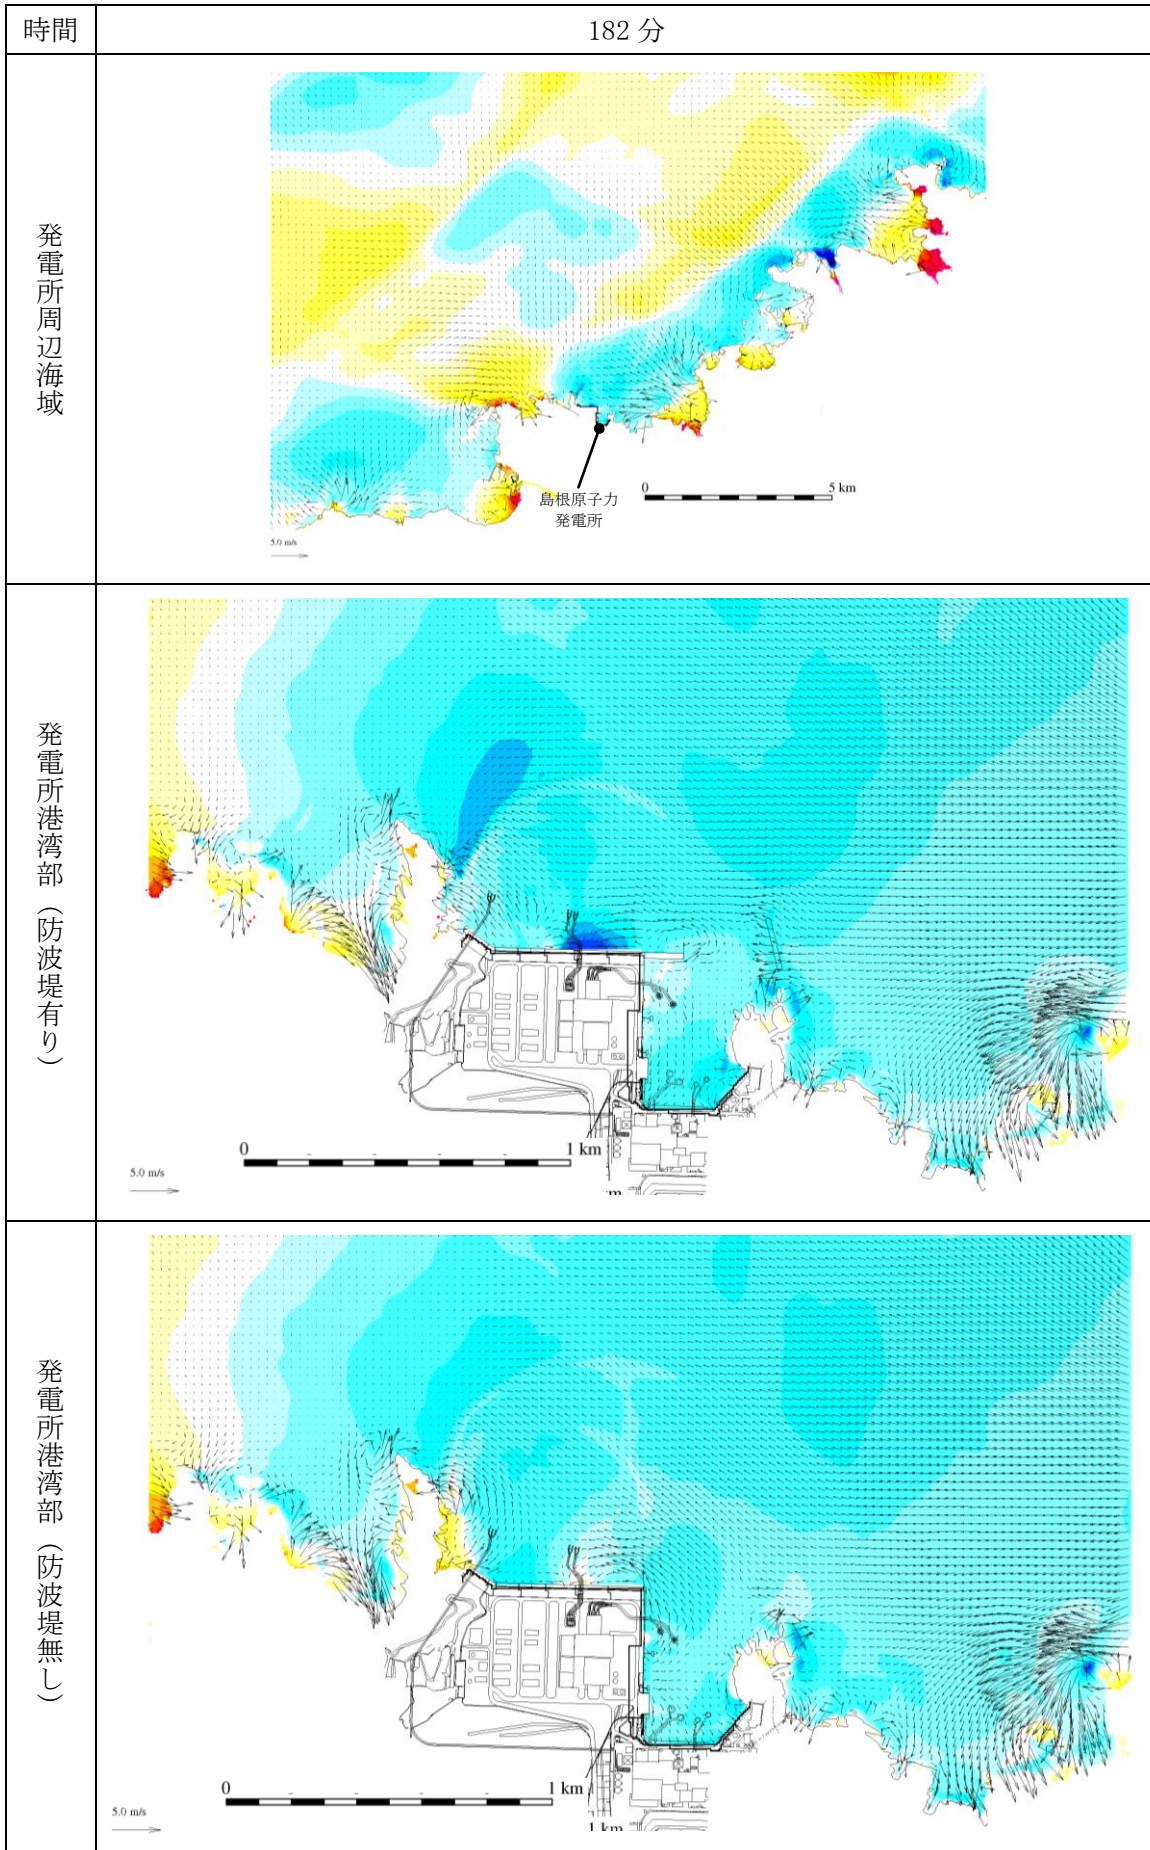 時間
182 分
発電所周辺海域
島根原子力
発電所
0
5 km
5.0 m/s
発電所港湾部（防波堤有り）
0
1 km
5.0 m/s
発電所港湾部（防波堤無し）
0
1 km
5.0 m/s
1 km